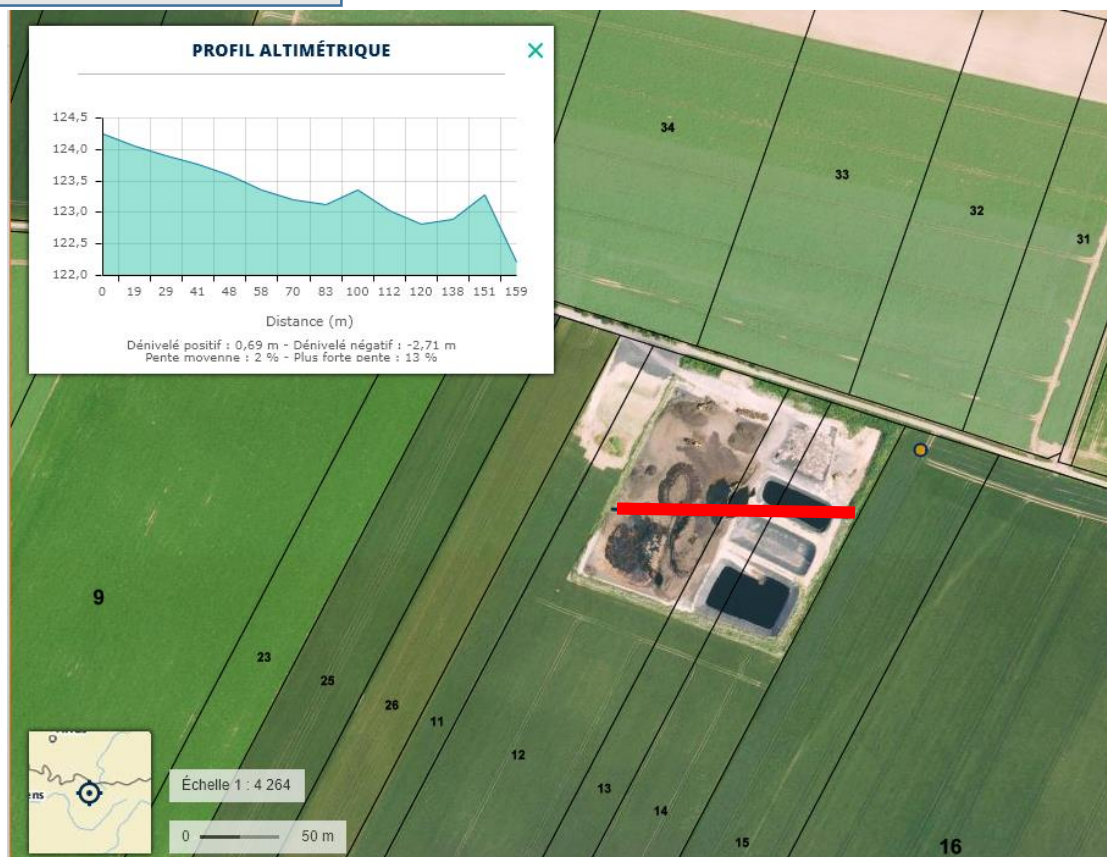 PROFIL ALTIMÉTRIQUE
124,5
124,0
123,5
123,0
122,5
122,0
0 19 29 41 48 58 70 83 100 112 120 138 151 159
Distance (m)
Dénivelé positif : 0,69 m - Dénivelé négatif : -2,71 m
Pente moyenne : 2 % - Plus forte pente : 13 %
34
33
32
31
9
23
25
26
11
12
13
14
15
16
ens
Échelle 1 : 4 264
0 50 m